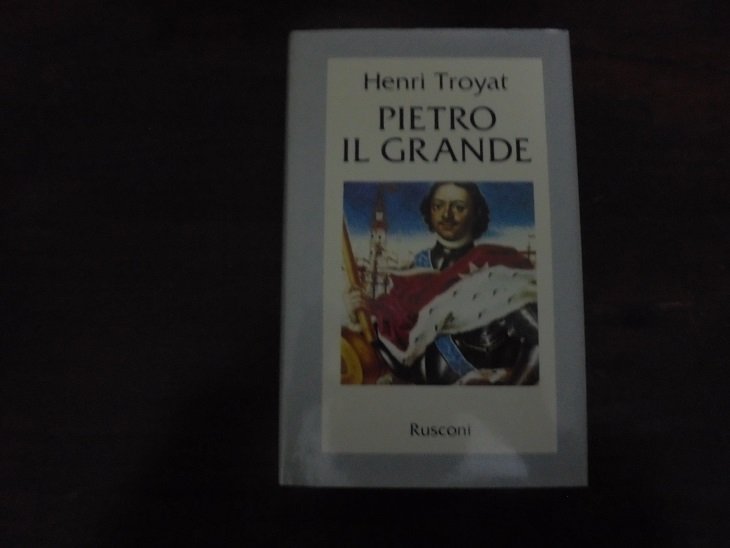 Henri Troyat
PIETRO
IL GRANDE
Rusconi